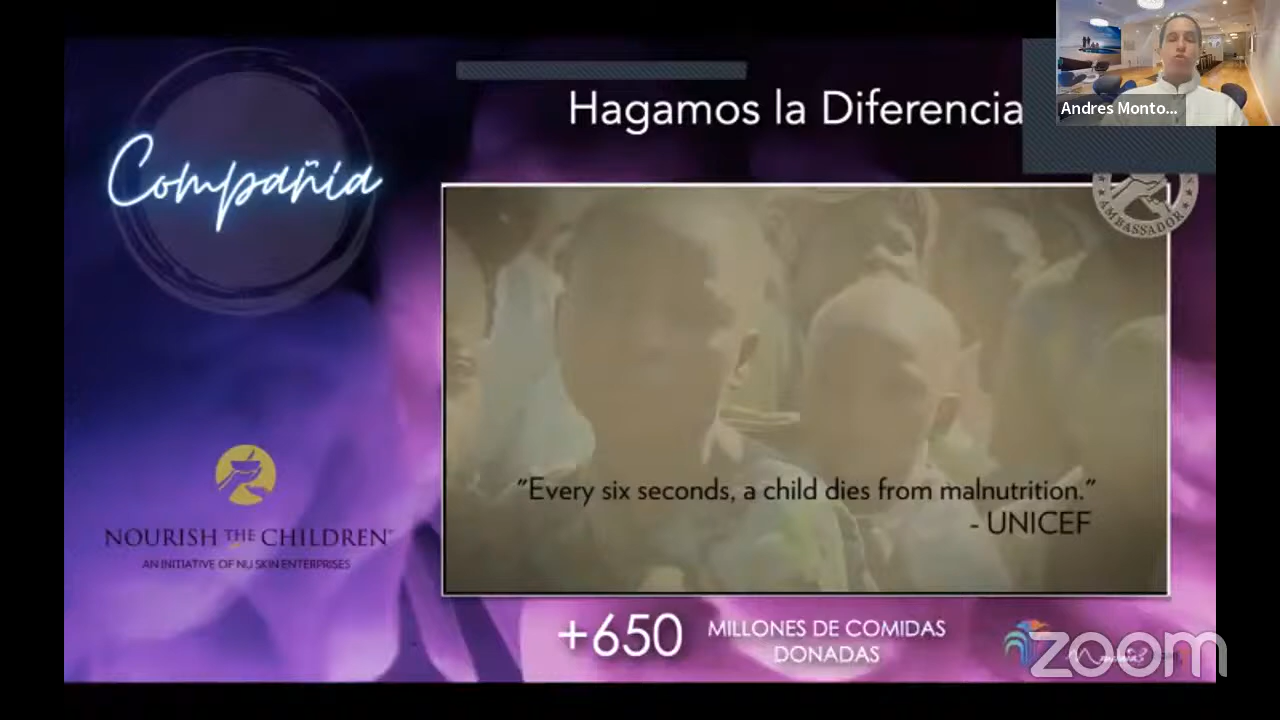 Hagamos la Diferencia
Andres Monto...
Compañia
AMBASSADOR
"Every six seconds, a child dies from malnutrition."
- UNICEF
NOURISH THE CHILDREN
AN INITIATIVE OF NU SKIN ENTERPRISES
+650
MILLONES DE COMIDAS
DONADAS
zoom